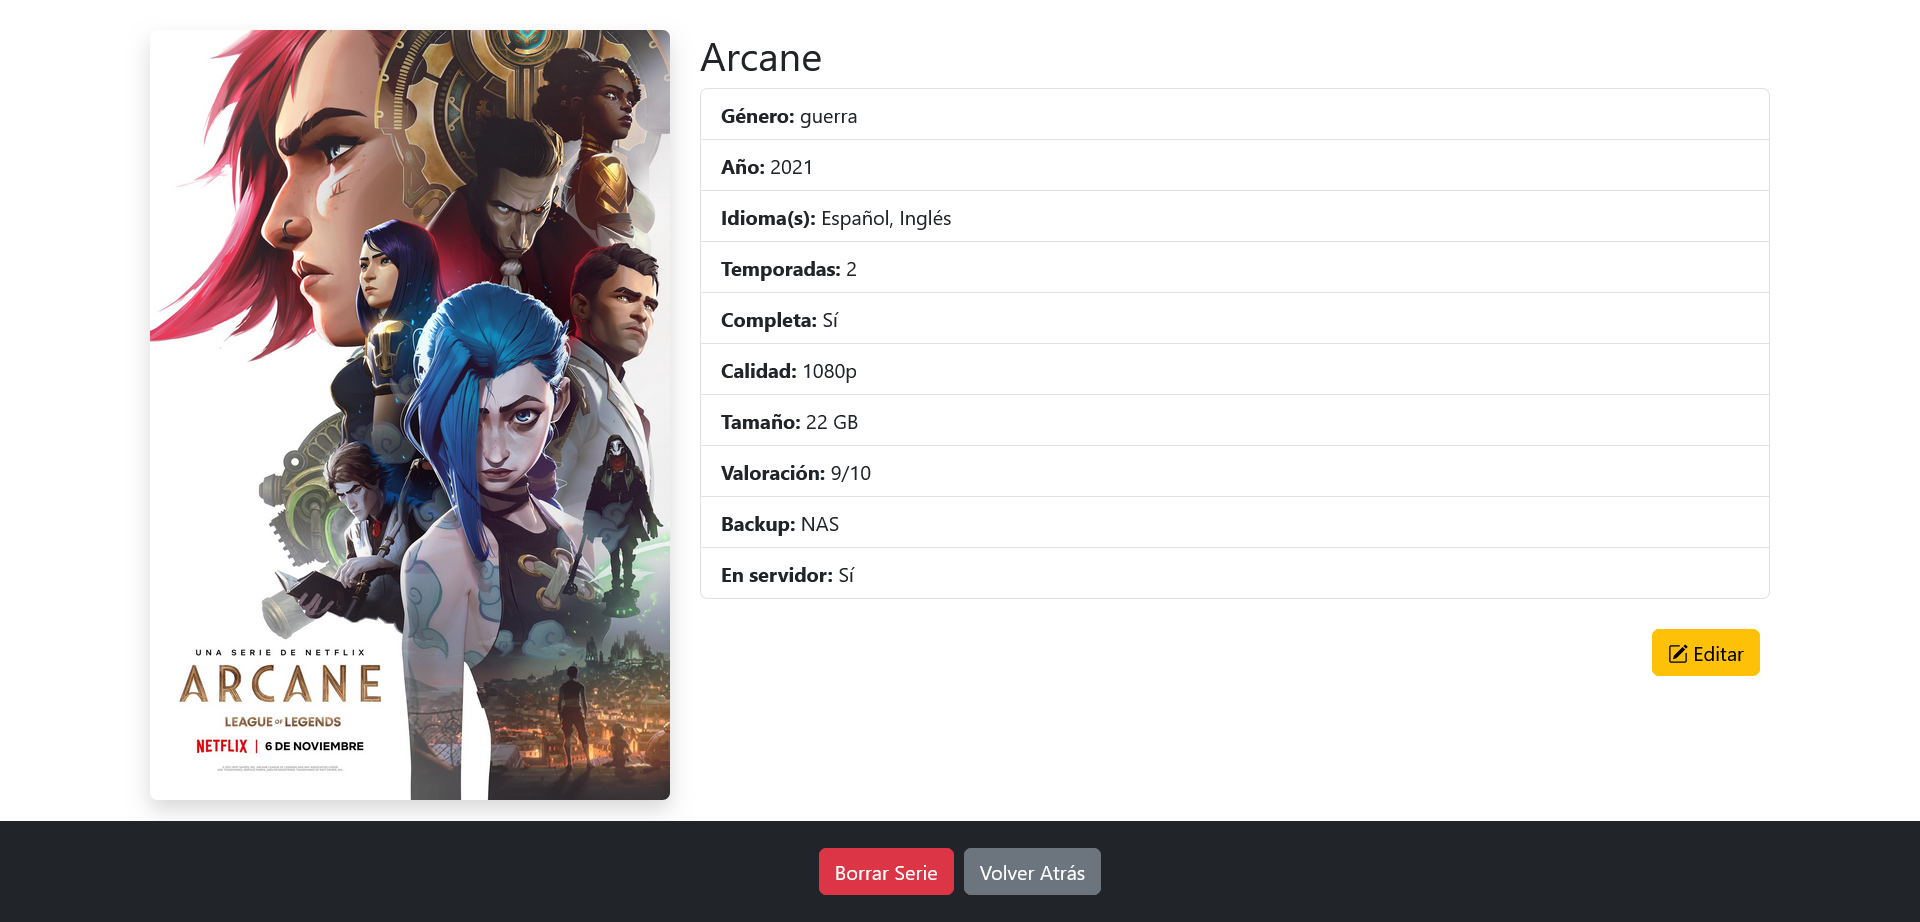 Arcane
Género: guerra
Año: 2021
Idioma(s): Español, Inglés
Temporadas: 2
Completa: Sí
Calidad: 1080p
Tamaño: 22 GB
Valoración: 9/10
Backup: NAS
En servidor: Sí
Editar
UNA SERIE DE NETFLIX
ARCANE
LEAGUE OF LEGENDS
NETFLIX | 6 DE NOVIEMBRE
Borrar Serie
Volver Atrás